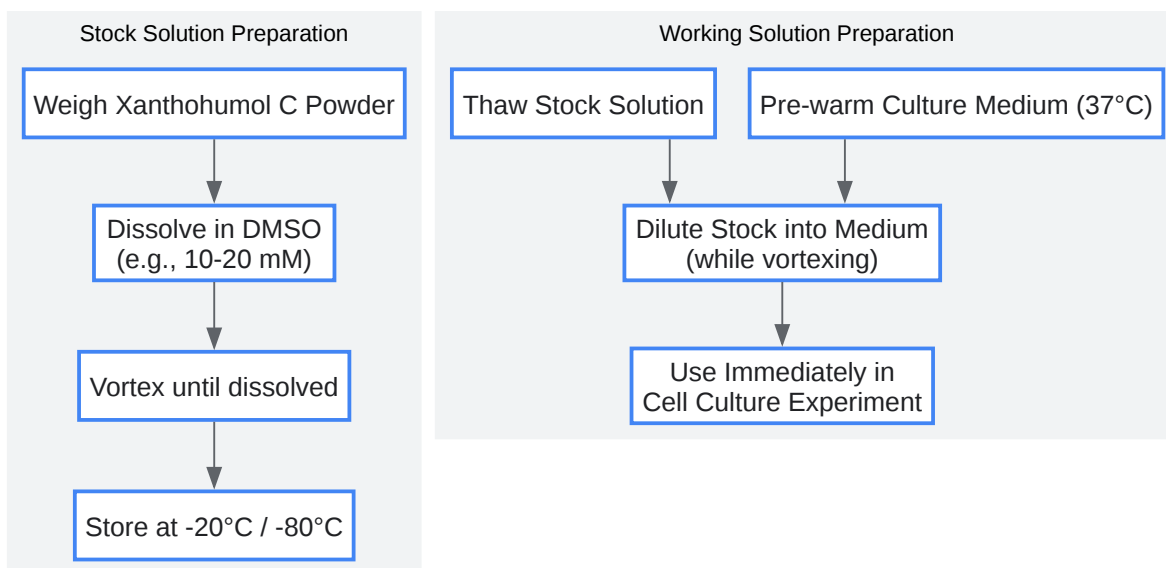 Stock Solution Preparation
Weigh Xanthohumol C Powder
Dissolve in DMSO
(e.g., 10-20 mM)
Vortex until dissolved
Store at -20°C / -80°C
Working Solution Preparation
Thaw Stock Solution
Pre-warm Culture Medium (37°C)
Dilute Stock into Medium
(while vortexing)
Use Immediately in
Cell Culture Experiment